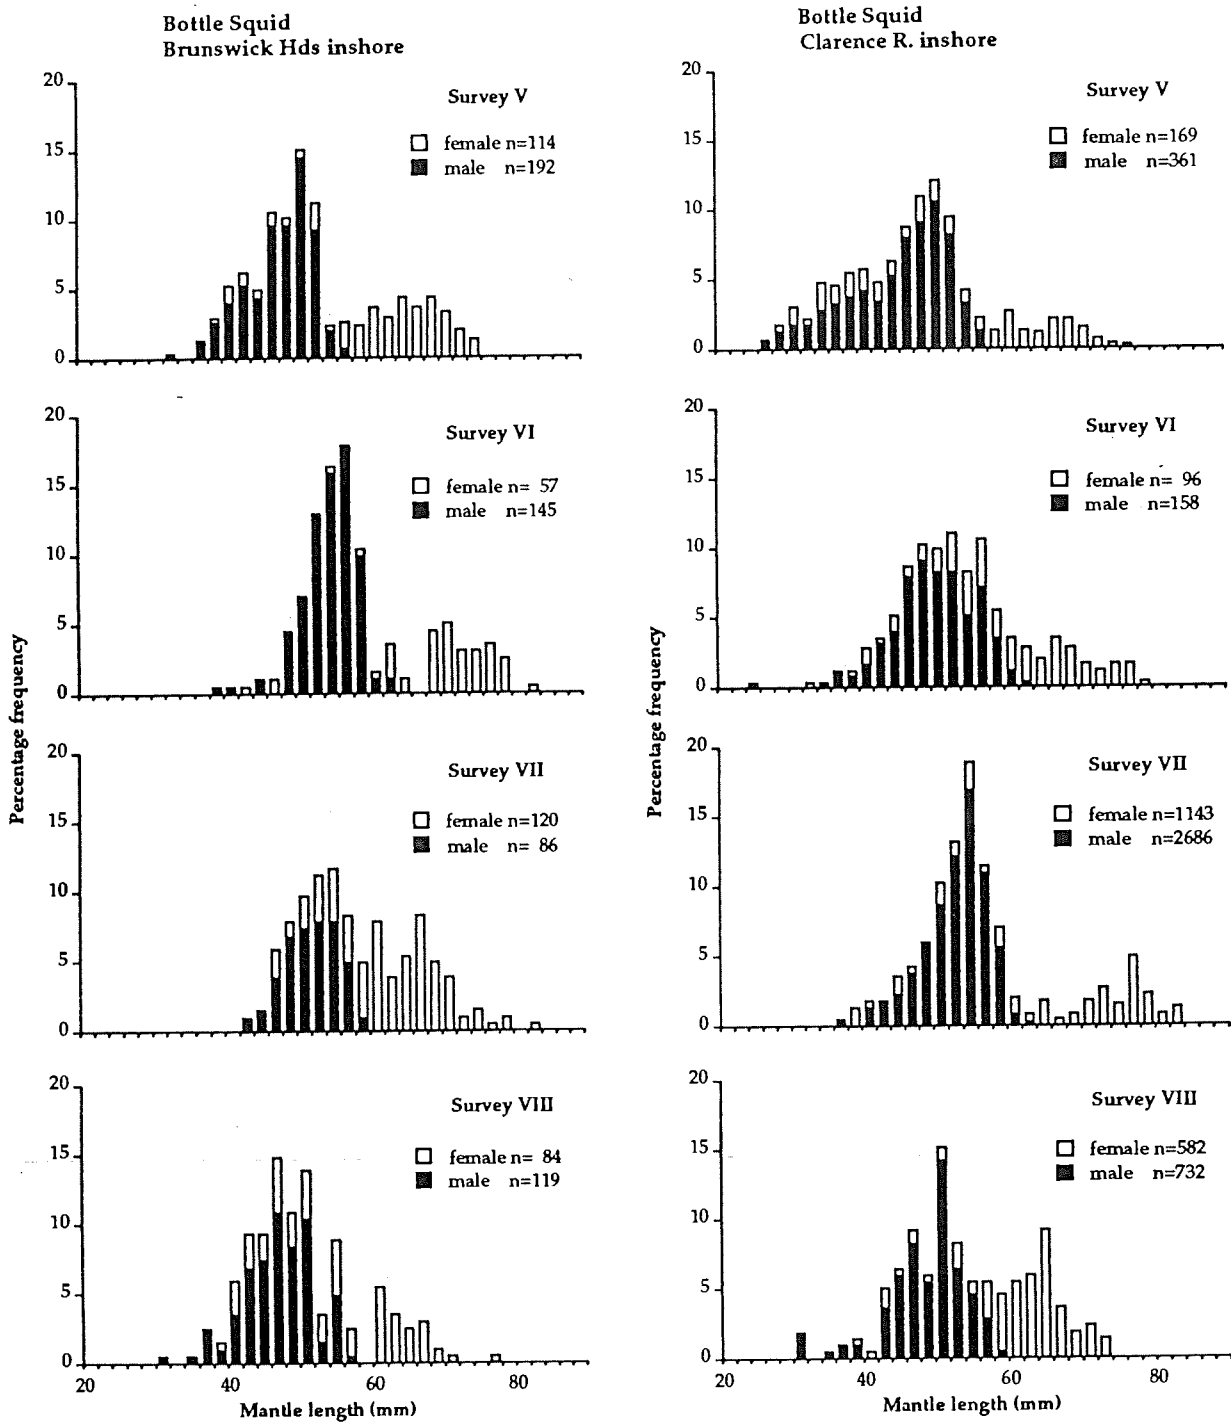 Bottle Squid
Brunswick Hds inshore
20
15
10
5
0
Survey V
female n=114
male n=192
20
15
10
5
0
Survey VI
female n= 57
male n=145
20
15
10
5
0
Survey VII
female n=120
male n= 86
20
15
10
5
0
Survey VIII
female n= 84
male n=119
20 40 60 80
Mantle length (mm)
Percentage frequency
Bottle Squid
Clarence R. inshore
20
15
10
5
0
Survey V
female n=169
male n=361
20
15
10
5
0
Survey VI
female n= 96
male n=158
20
15
10
5
0
Survey VII
female n=1143
male n=2686
20
15
10
5
0
Survey VIII
female n=582
male n=732
20 40 60 80
Mantle length (mm)
Percentage frequency